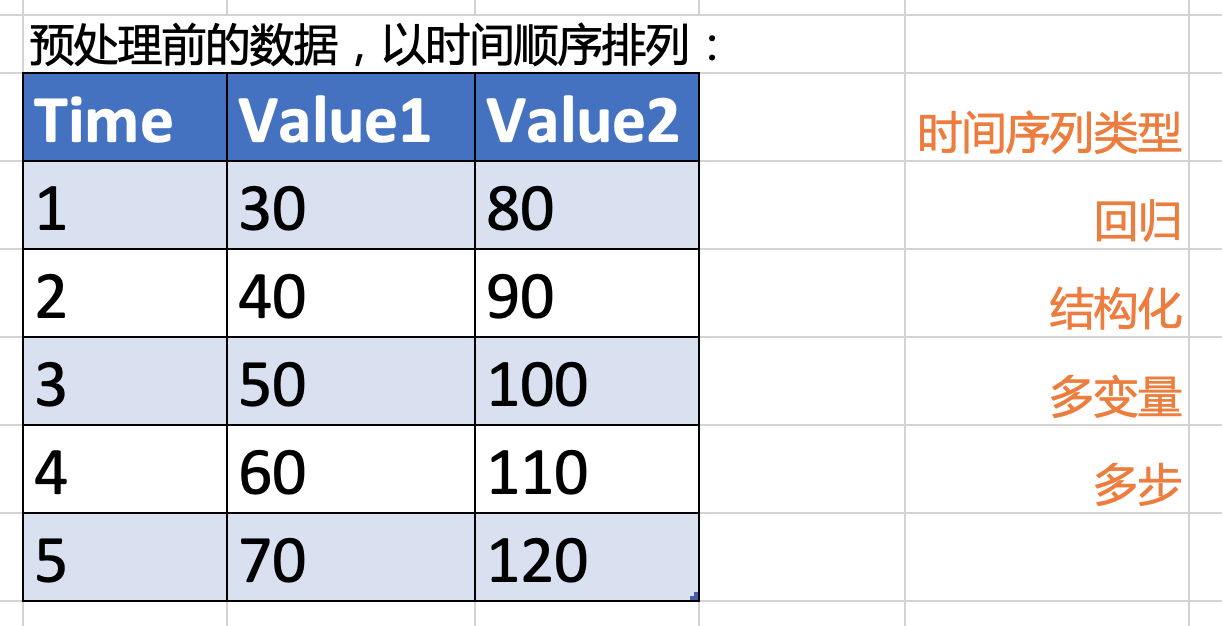 预处理前的数据，以时间顺序排列：
Time Value1 Value2
时间序列类型
1 30 80
回归
2 40 90
结构化
3 50 100
多变量
4 60 110
多步
5 70 120